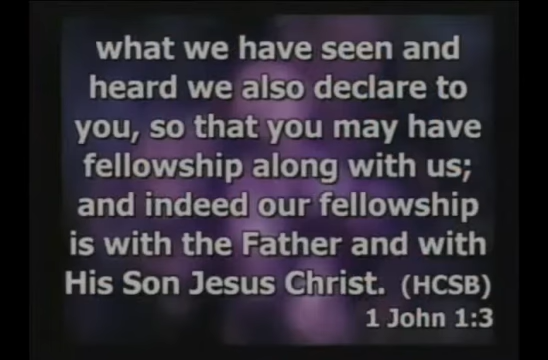 what we have seen and
heard we also declare to
you, so that you may have
fellowship along with us;
and indeed our fellowship
is with the Father and with
His Son Jesus Christ. (HCSB)
1 John 1:3